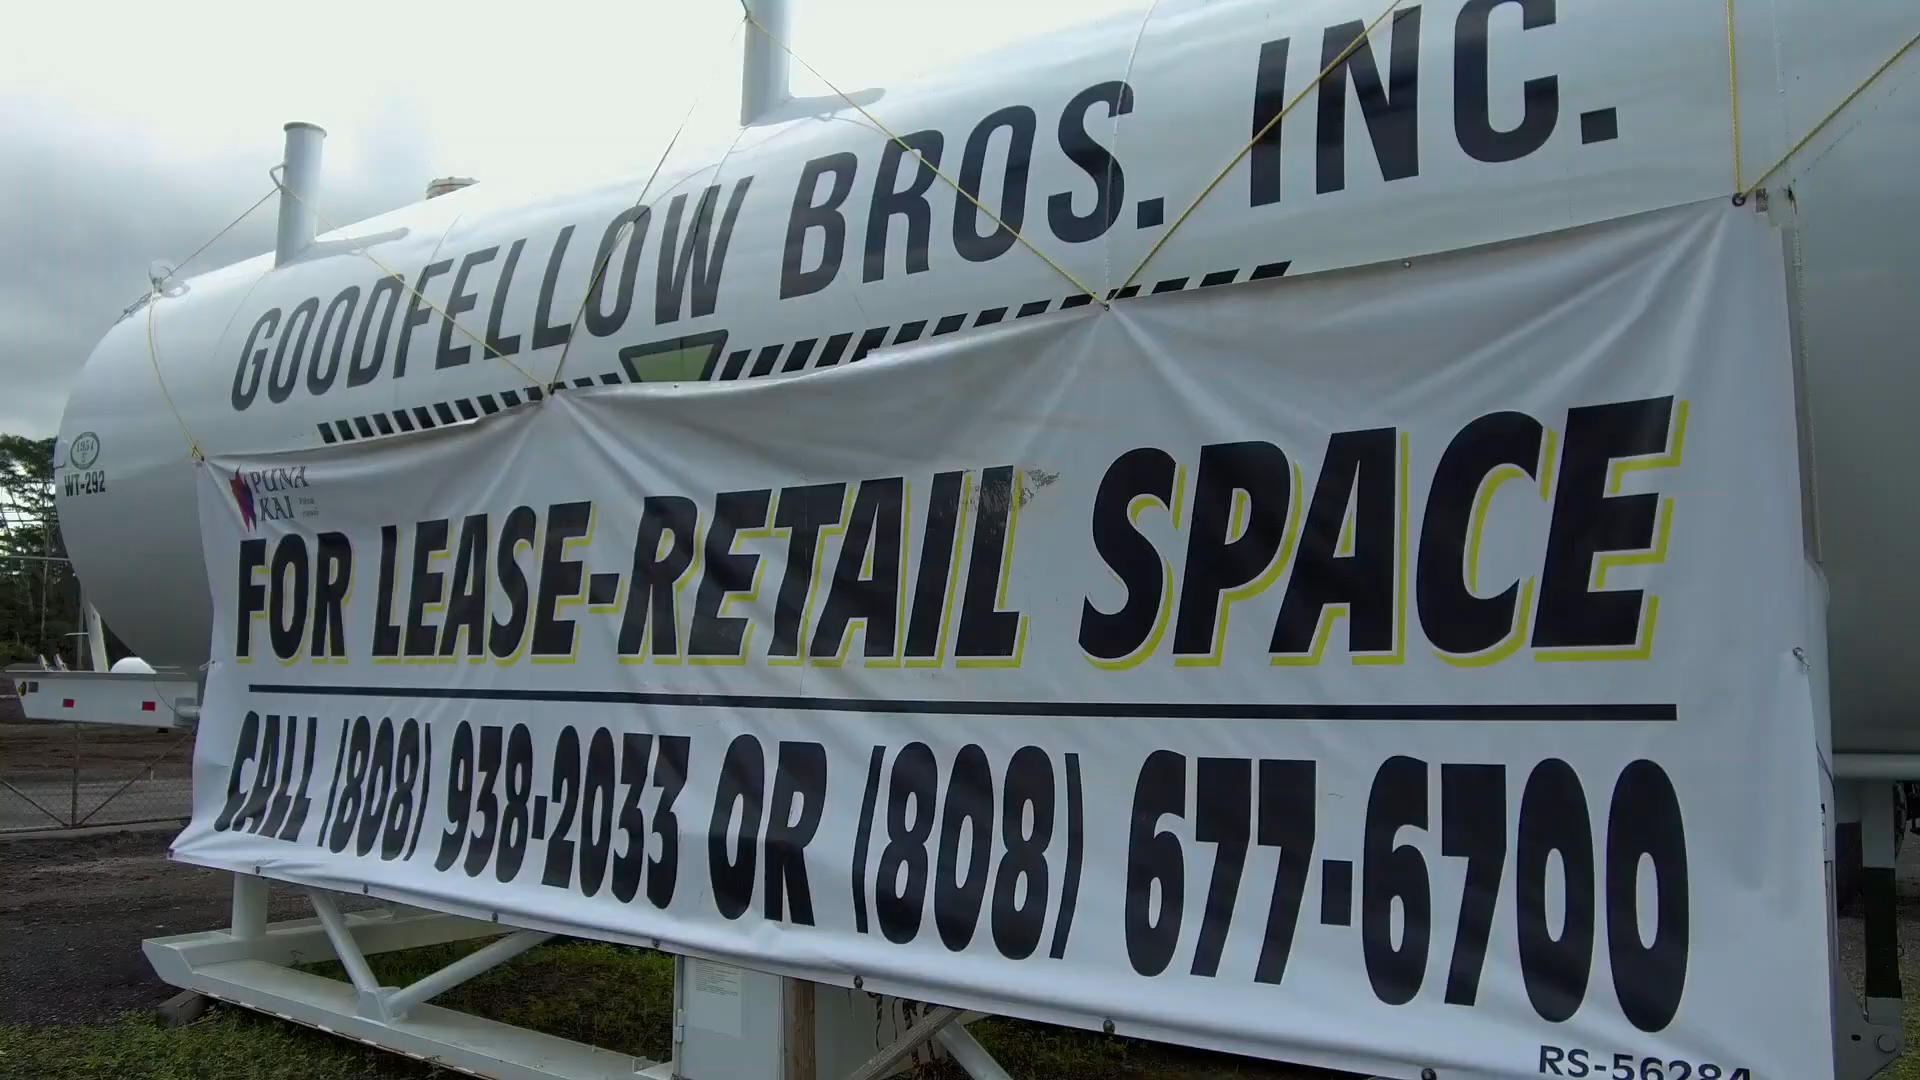 GOODFELLOW BROS. INC.
1954
WT-292
PUNA
KAI
FOR LEASE-RETAIL SPACE
CALL (808) 938-2033 OR (808) 677-6700
RS-56284